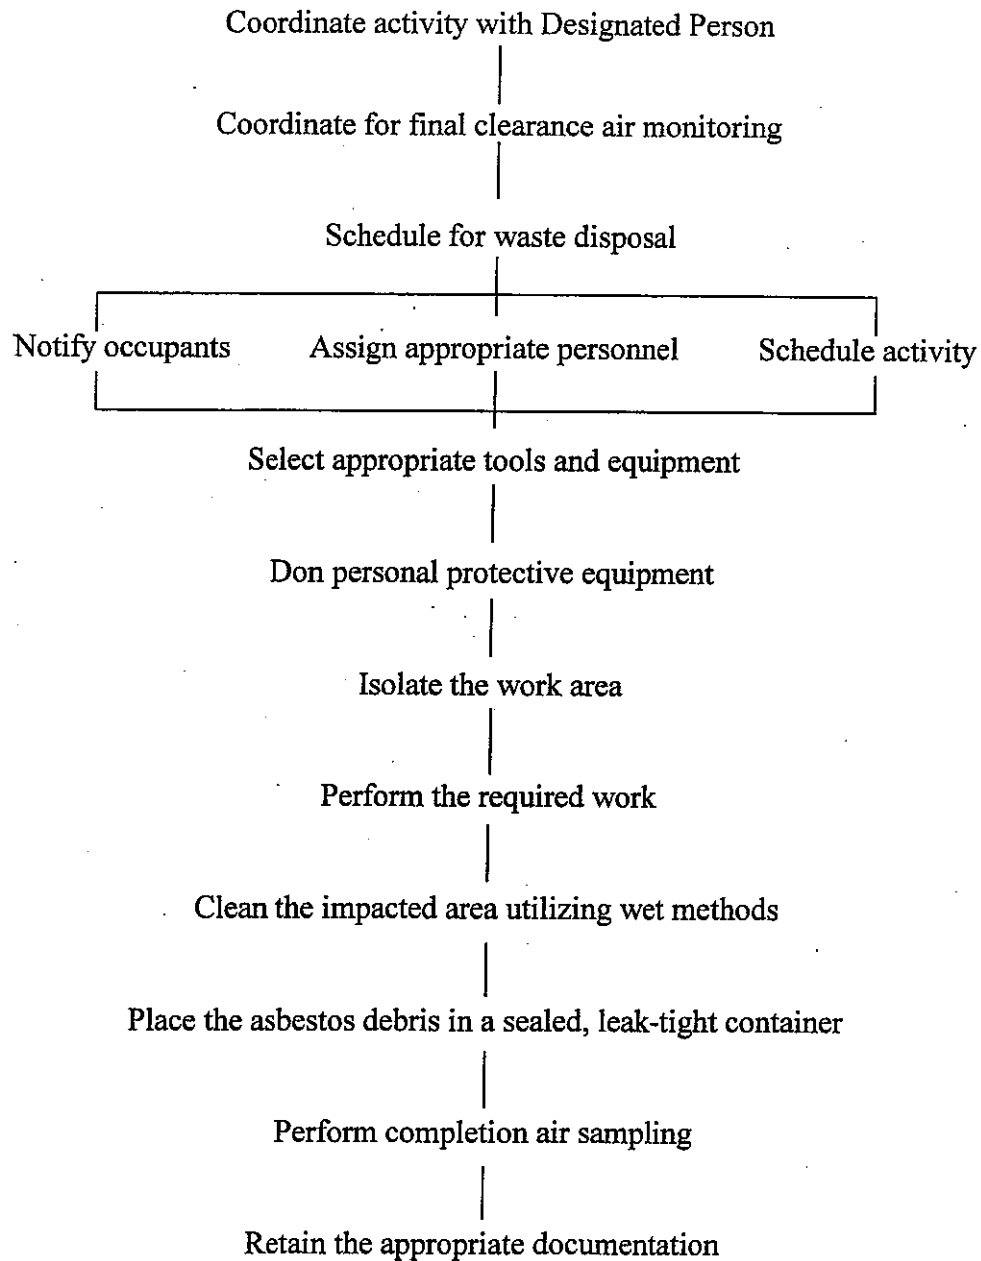 Coordinate activity with Designated Person
Coordinate for final clearance air monitoring
Schedule for waste disposal
Notify occupants
Assign appropriate personnel
Schedule activity
Select appropriate tools and equipment
Don personal protective equipment
Isolate the work area
Perform the required work
Clean the impacted area utilizing wet methods
Place the asbestos debris in a sealed, leak-tight container
Perform completion air sampling
Retain the appropriate documentation